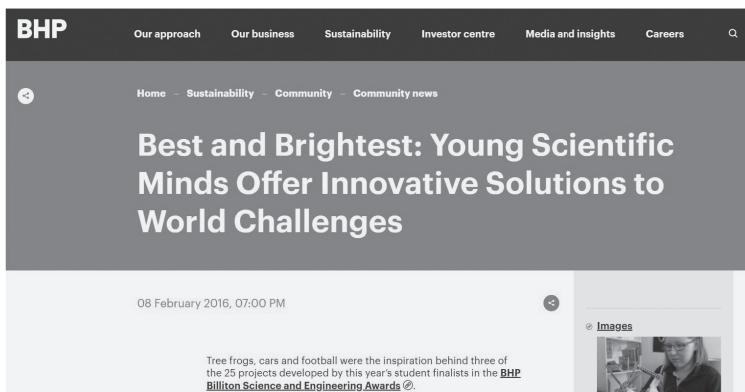 BHP
Our approach Our business Sustainability Investor centre Media and insights Careers
Home – Sustainability – Community – Community news
Best and Brightest: Young Scientific
Minds Offer Innovative Solutions to
World Challenges
08 February 2016, 07:00 PM
Images
Tree frogs, cars and football were the inspiration behind three of
the 25 projects developed by this year's student finalists in the BHP
Billiton Science and Engineering Awards.